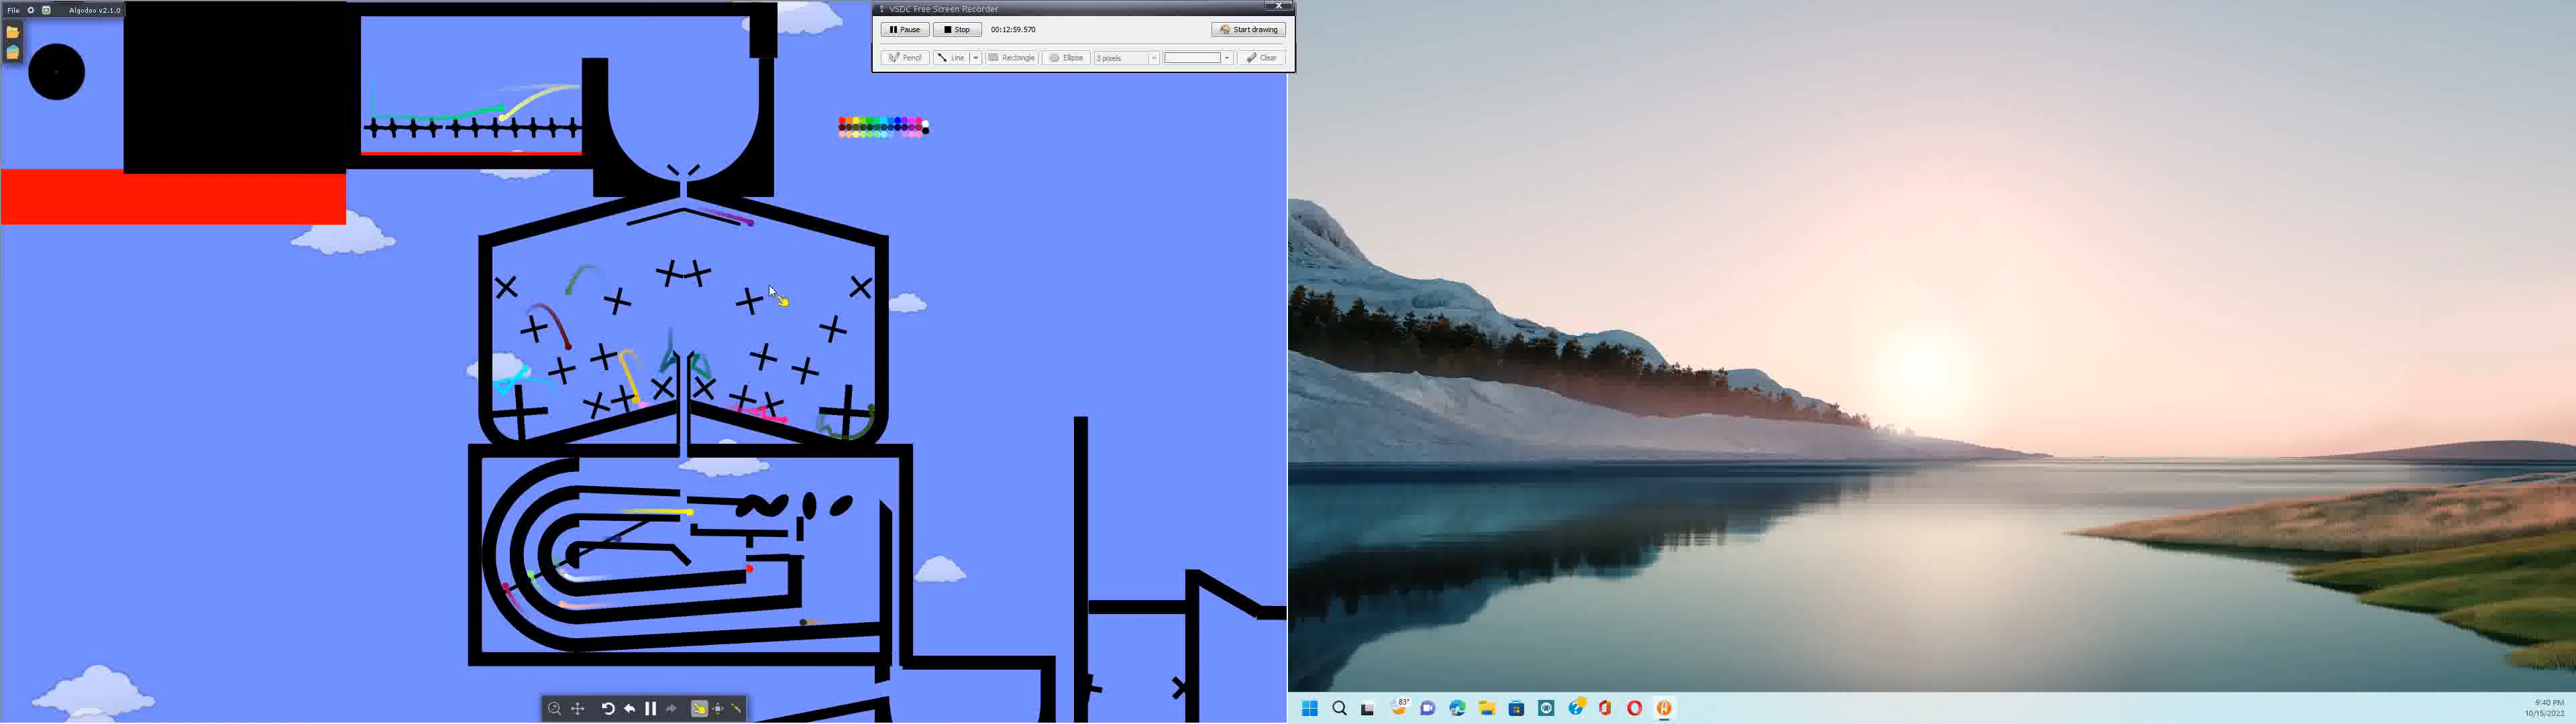 File Algodoo v2.1.0
VSDC Free Screen Recorder
Pause Stop 00:12:59.570 Start drawing
Pencil Line Rectangle Ellipse 3 pixels Clear
83°
9:40 PM
10/15/2022